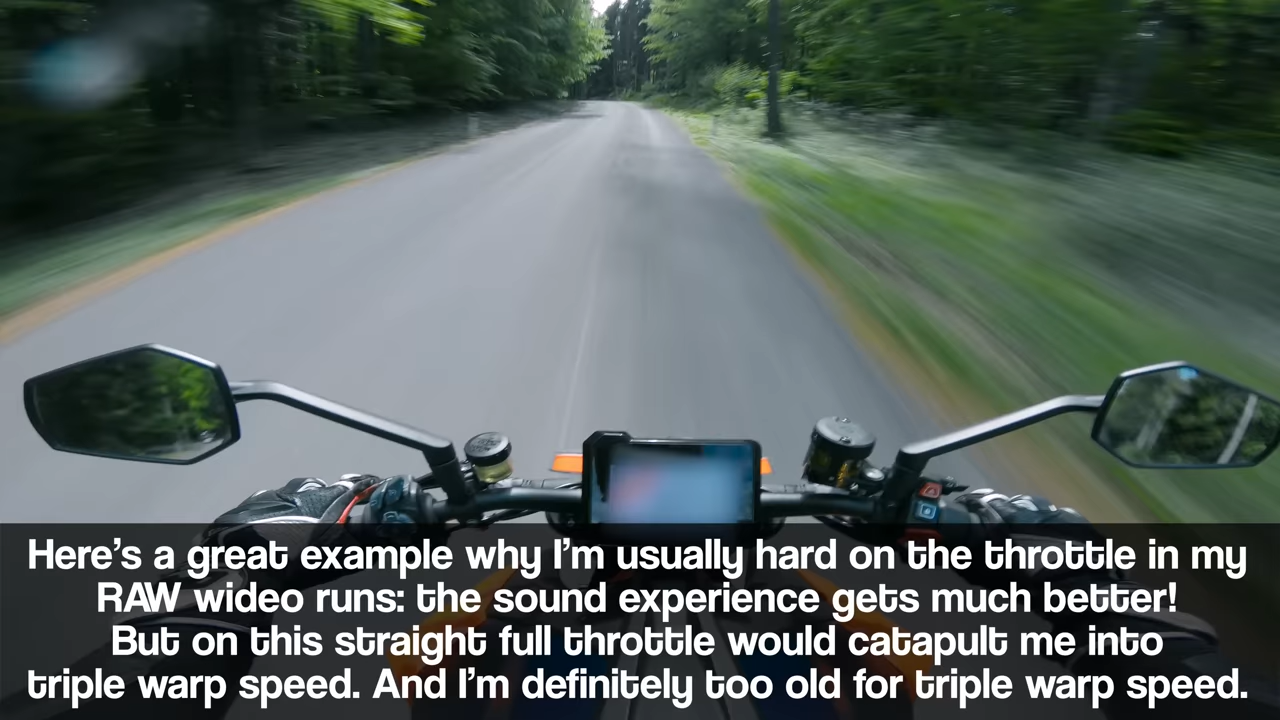 Here's a great example why I'm usually hard on the throttle in my
RAW wideo runs: the sound experience gets much better!
But on this straight full throttle would catapult me into
triple warp speed. And I'm definitely too old for triple warp speed.